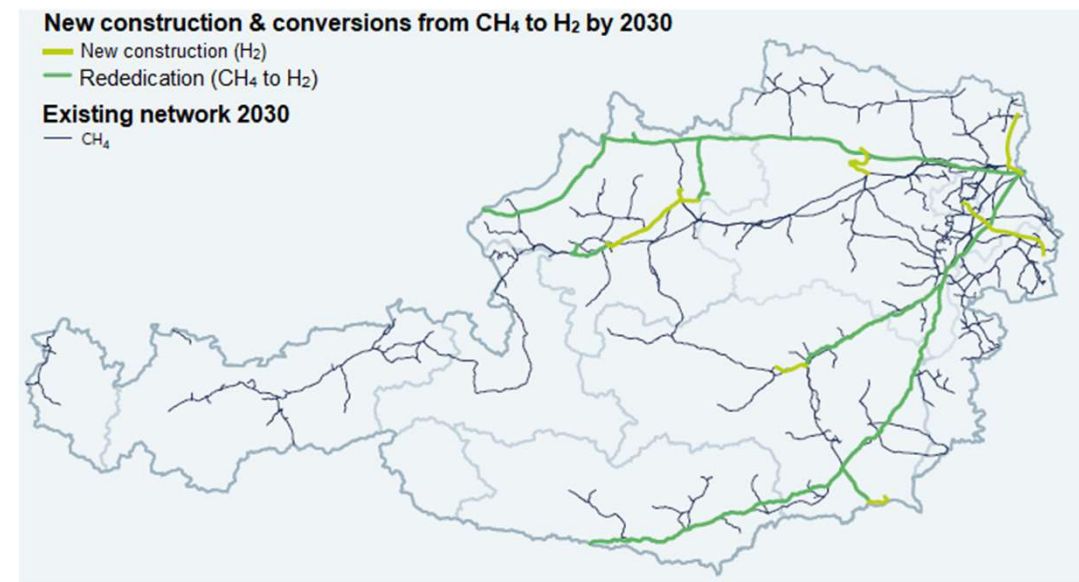 New construction & conversions from CH₄ to H₂ by 2030
New construction (H₂)
Rededication (CH₄ to H₂)
Existing network 2030
CH₄